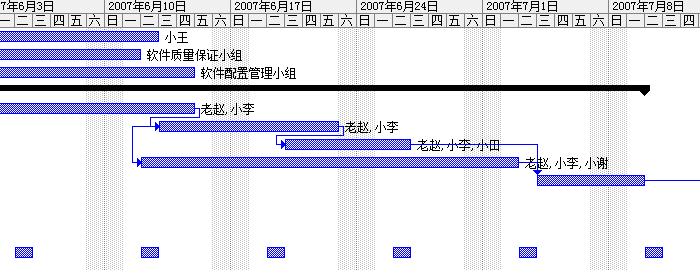 7年6月3日 2007年6月10日 2007年6月17日 2007年6月24日 2007年7月1日 2007年7月8日
一 二 三 四 五 六 日 一 二 三 四 五 六 日 一 二 三 四 五 六 日 一 二 三 四 五 六 日 一 二 三 四 五 六 日 一 二 三 四
小王
软件质量保证小组
软件配置管理小组
老赵, 小李
老赵, 小李
老赵, 小李, 小田
老赵, 小李, 小谢